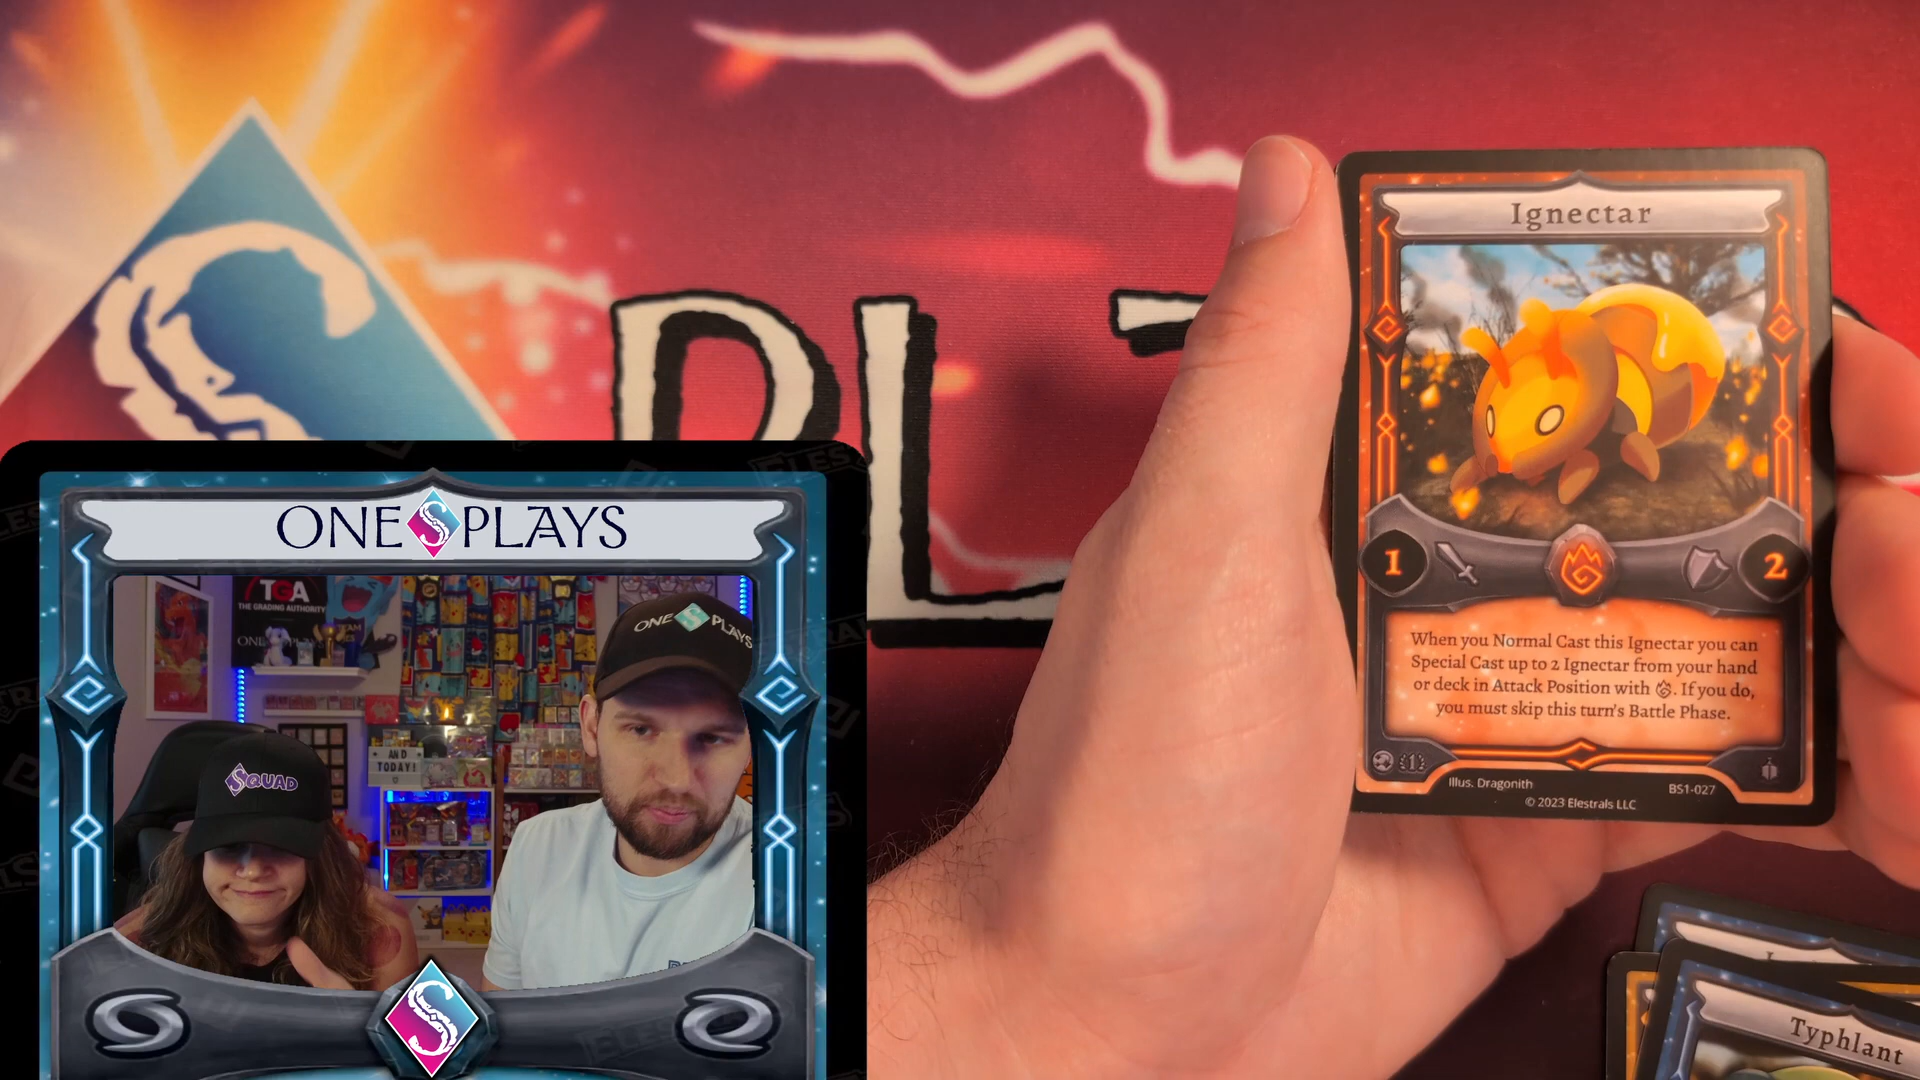 PL
Ignectar
1
2
When you Normal Cast this Ignectar you can
Special Cast up to 2 Ignectar from your hand
or deck in Attack Position with . If you do,
you must skip this turn's Battle Phase.
1
Illus. Dragonith
BS1-027
© 2023 Elestrals LLC
Typhlant
ONE S PLAYS
TGA
THE GRADING AUTHORITY
ONE S PLAYS
SQUAD
AND
TODAY!
S